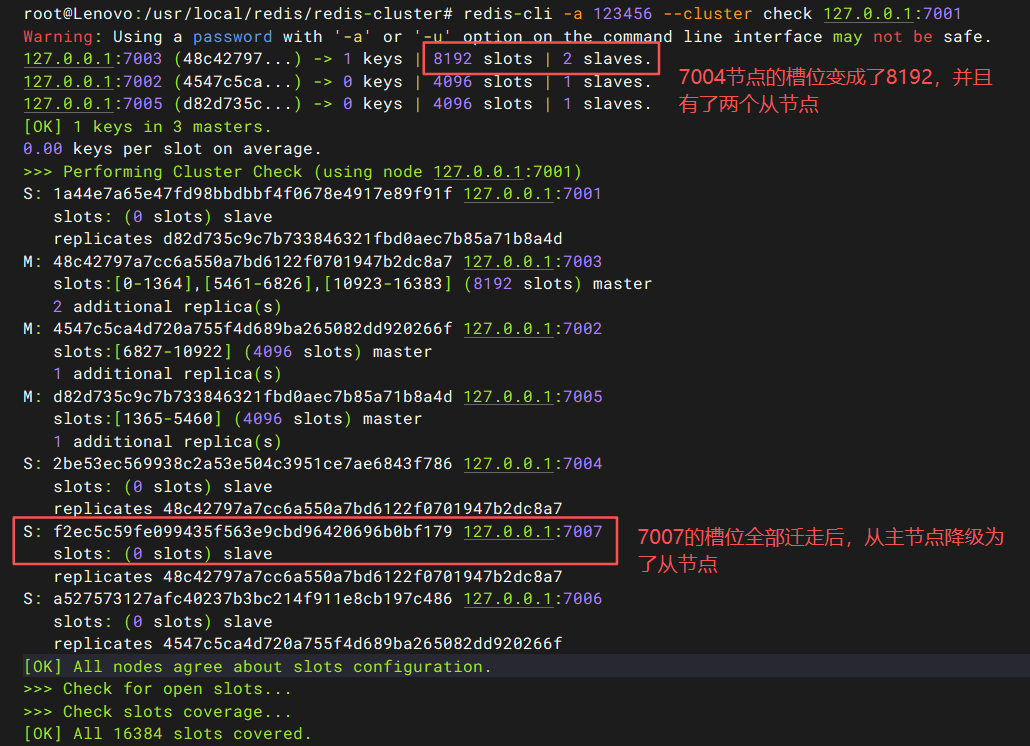 root@Lenovo:/usr/local/redis/redis-cluster# redis-cli -a 123456 --cluster check 127.0.0.1:7001
Warning: Using a password with '-a' or '-u' option on the command line interface may not be safe.
127.0.0.1:7003 (48c42797...) -> 1 keys | 8192 slots | 2 slaves.
127.0.0.1:7002 (4547c5ca...) -> 0 keys | 4096 slots | 1 slaves.
127.0.0.1:7005 (d82d735c...) -> 0 keys | 4096 slots | 1 slaves.
7004节点的槽位变成了8192，并且
有了两个从节点
[OK] 1 keys in 3 masters.
0.00 keys per slot on average.
>>> Performing Cluster Check (using node 127.0.0.1:7001)
S: 1a44e7a65e47fd98bbdbbf4f0678e4917e89f91f 127.0.0.1:7001
slots: (0 slots) slave
replicates d82d735c9c7b733846321fbd0aec7b85a71b8a4d
M: 48c42797a7cc6a550a7bd6122f0701947b2dc8a7 127.0.0.1:7003
slots:[0-1364],[5461-6826],[10923-16383] (8192 slots) master
2 additional replica(s)
M: 4547c5ca4d720a755f4d689ba265082dd920266f 127.0.0.1:7002
slots:[6827-10922] (4096 slots) master
1 additional replica(s)
M: d82d735c9c7b733846321fbd0aec7b85a71b8a4d 127.0.0.1:7005
slots:[1365-5460] (4096 slots) master
1 additional replica(s)
S: 2be53ec569938c2a53e504c3951ce7ae6843f786 127.0.0.1:7004
slots: (0 slots) slave
replicates 48c42797a7cc6a550a7bd6122f0701947b2dc8a7
S: f2ec5c59fe099435f563e9cbd96420696b0bf179 127.0.0.1:7007
slots: (0 slots) slave
replicates 48c42797a7cc6a550a7bd6122f0701947b2dc8a7
7007的槽位全部迁走后，从主节点降级为
了从节点
S: a527573127afc40237b3bc214f911e8cb197c486 127.0.0.1:7006
slots: (0 slots) slave
replicates 4547c5ca4d720a755f4d689ba265082dd920266f
[OK] All nodes agree about slots configuration.
>>> Check for open slots...
>>> Check slots coverage...
[OK] All 16384 slots covered.